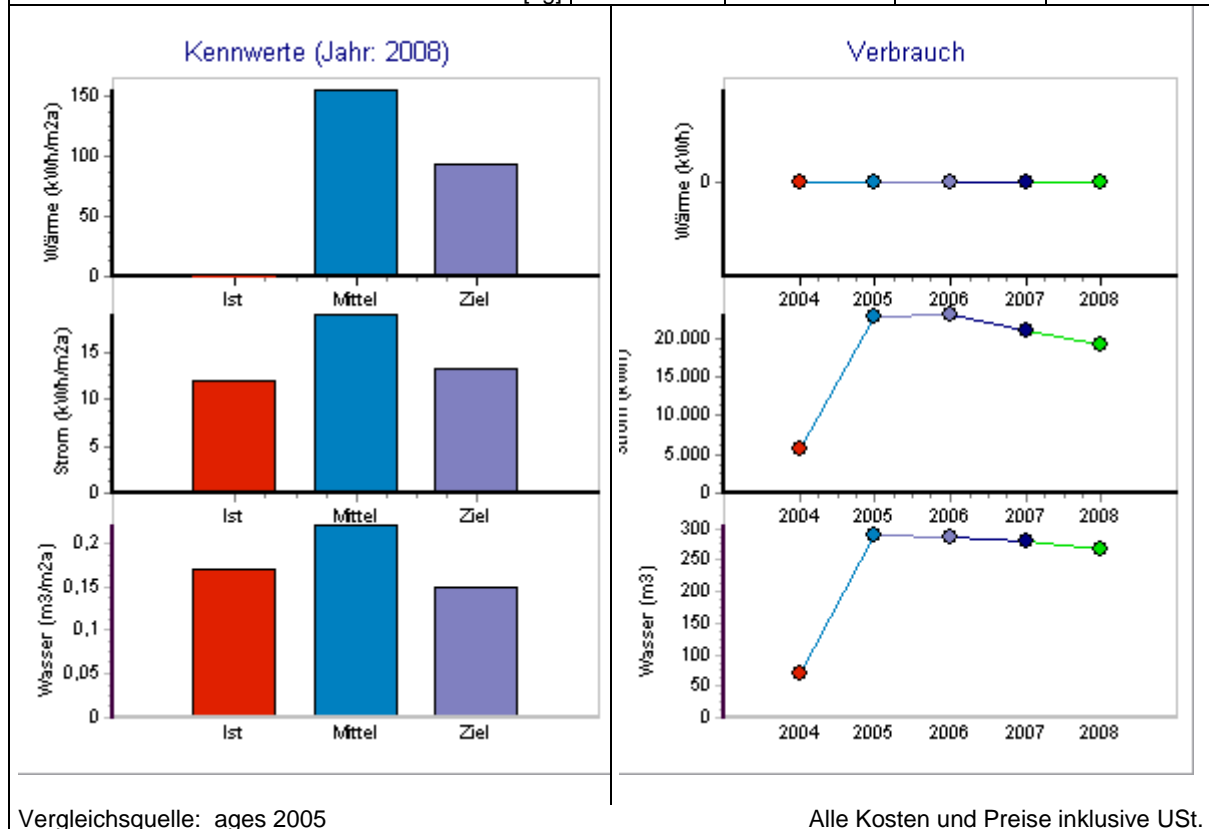 Kennwerte (Jahr: 2008)
Wärme (kWh/m2a)
150
100
50
0
Ist Mittel Ziel
Strom (kWh/m2a)
15
10
5
0
Ist Mittel Ziel
Wasser (m3/m2a)
0,2
0,15
0,1
0,05
0
Ist Mittel Ziel
Verbrauch
Wärme (kWh)
0
2004 2005 2006 2007 2008
Strom (kWh)
20.000
15.000
10.000
5.000
0
2004 2005 2006 2007 2008
Wasser (m3)
300
250
200
150
100
50
0
2004 2005 2006 2007 2008
Vergleichsquelle: ages 2005
Alle Kosten und Preise inklusive USt.